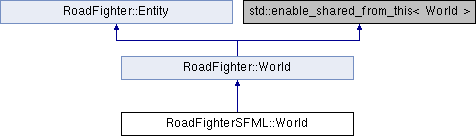 RoadFighter::Entity
std::enable_shared_from_this< World >
RoadFighter::World
RoadFighterSFML::World